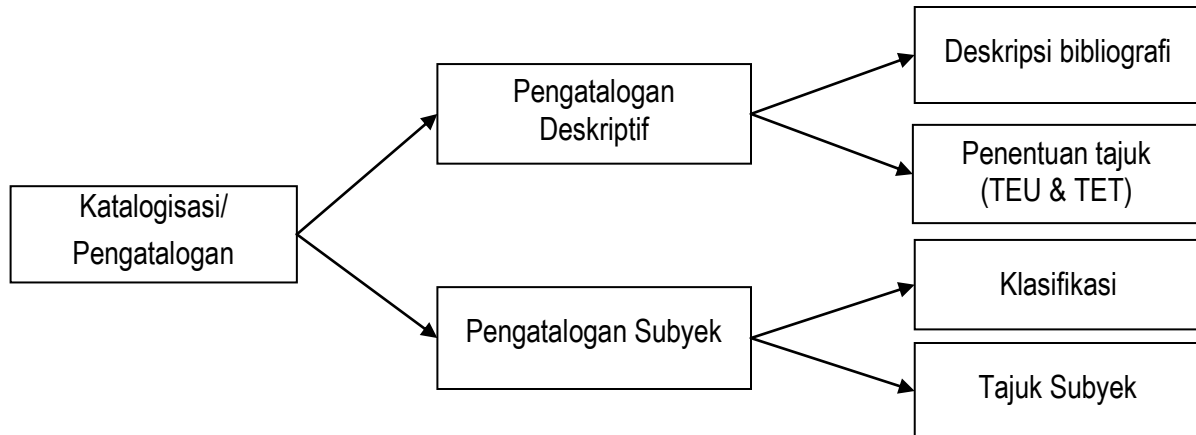 Katalogisasi/
Pengatalogan
Pengatalogan
Deskriptif
Pengatalogan Subyek
Deskripsi bibliografi
Penentuan tajuk
(TEU & TET)
Klasifikasi
Tajuk Subyek